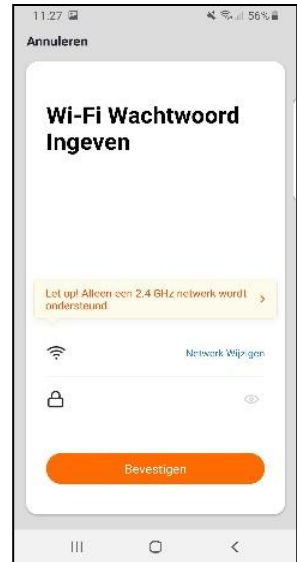 11:27 56%
Annuleren
Wi-Fi Wachtwoord
Ingeven
Let op! Alleen een 2.4 GHz netwerk wordt
ondersteund
Netwerk Wijzigen
Bevestigen